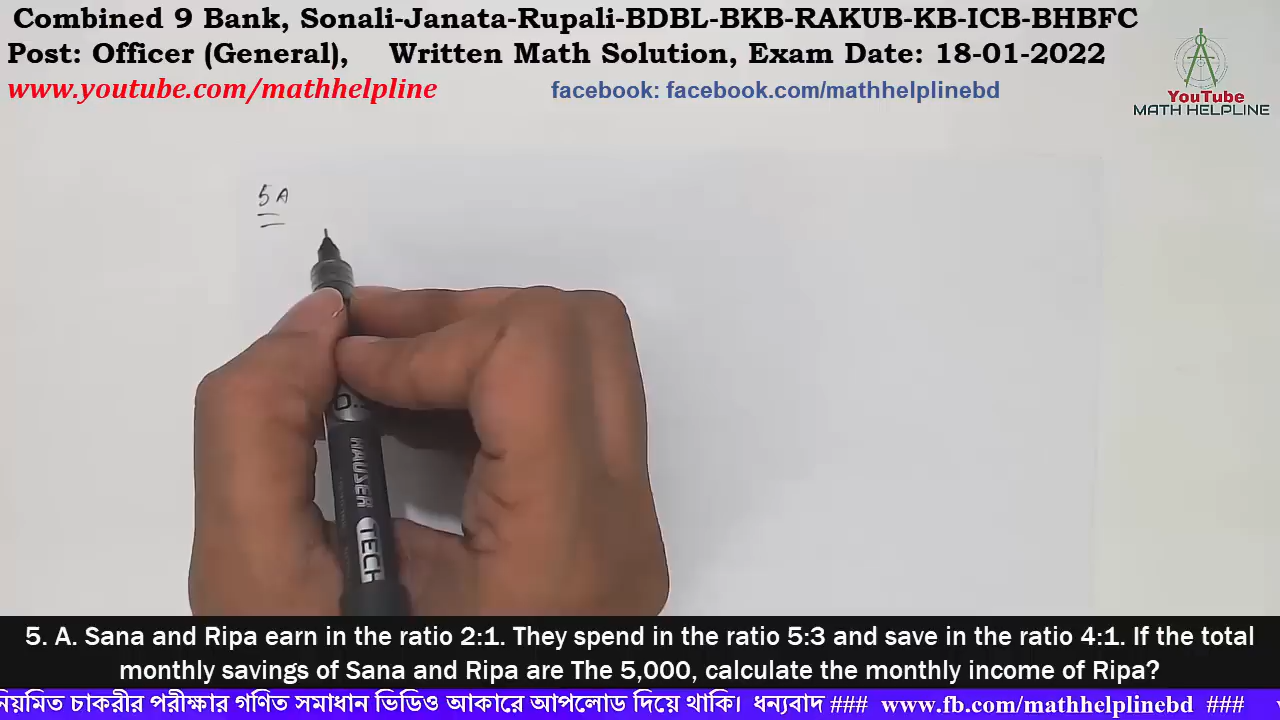 Combined 9 Bank, Sonali-Janata-Rupali-BDBL-BKB-RAKUB-KB-ICB-BHBFC
Post: Officer (General), Written Math Solution, Exam Date: 18-01-2022
www.youtube.com/mathhelpline facebook: facebook.com/mathhelplinebd
YouTube
MATH HELPLINE
5A
HAUSER
TECH
5. A. Sana and Ripa earn in the ratio 2:1. They spend in the ratio 5:3 and save in the ratio 4:1. If the total
monthly savings of Sana and Ripa are The 5,000, calculate the monthly income of Ripa?
নিয়মিত চাকরীর পরীক্ষার গণিত সমাধান ভিডিও আকারে আপলোড দিয়ে থাকি। ধন্যবাদ ### www.fb.com/mathhelplinebd ###